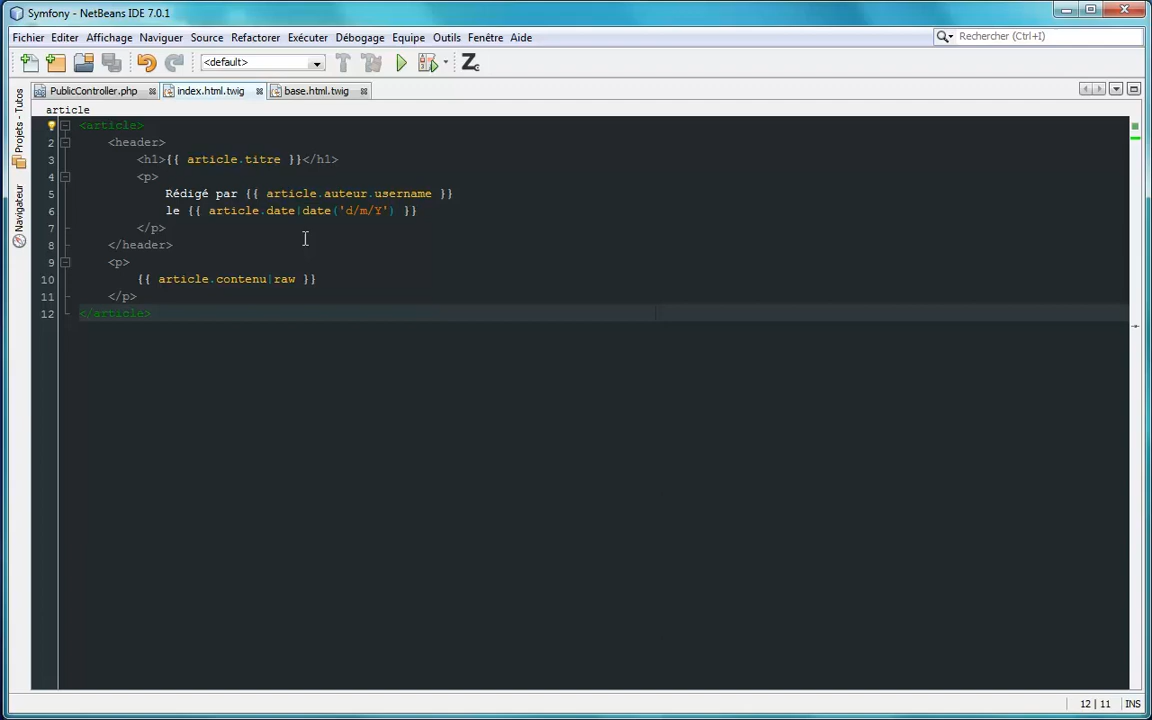 Symfony - NetBeans IDE 7.0.1
Fichier Editer Affichage Naviguer Source Refactorer Exécuter Débogage Equipe Outils Fenêtre Aide
Rechercher (Ctrl+I)
<default>
PublicController.php index.html.twig base.html.twig
article
Projets - Tutos
Navigateur
<article>
2 <header>
3 <h1>{{ article.titre }}</h1>
4 <p>
5 Rédigé par {{ article.auteur.username }}
6 le {{ article.date|date('d/m/Y') }}
7 </p>
8 </header>
9 <p>
10 {{ article.contenu|raw }}
11 </p>
12 </article>
12 | 11 INS